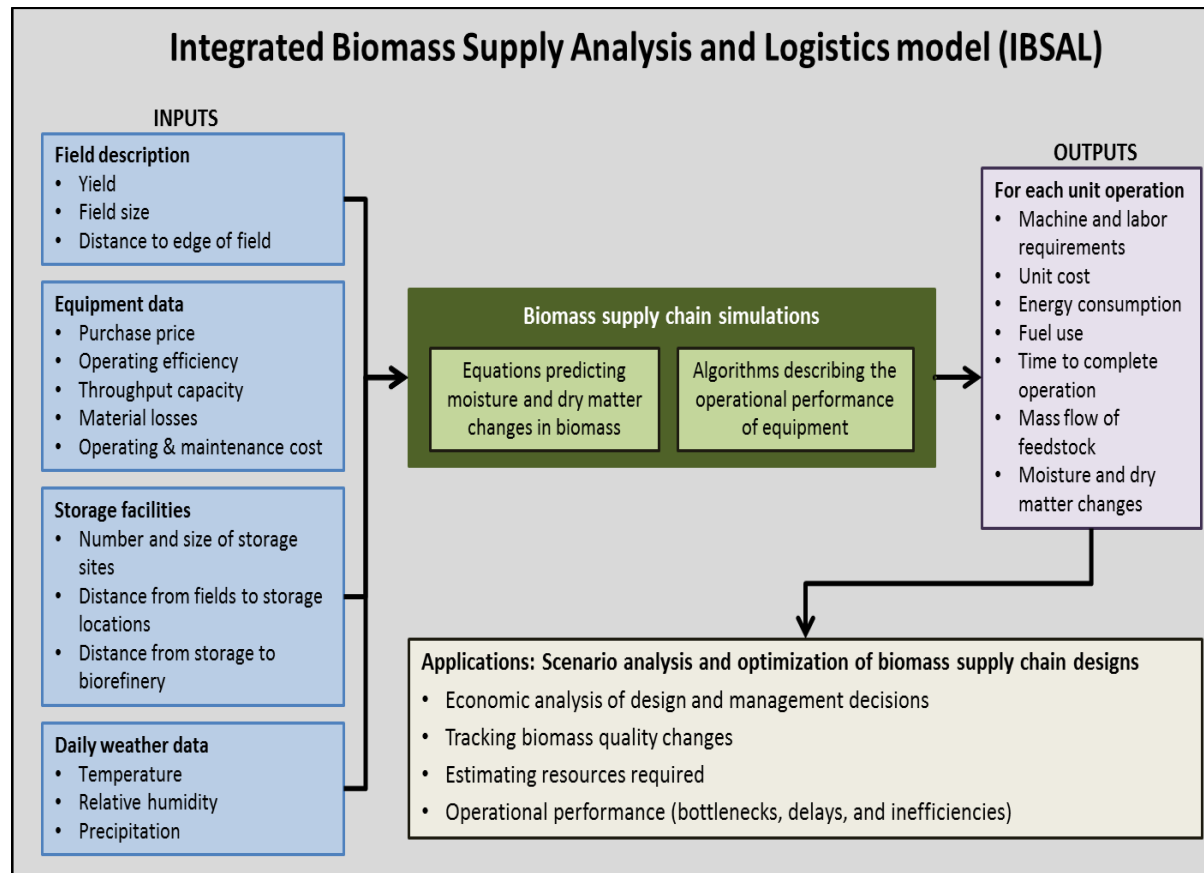 Integrated Biomass Supply Analysis and Logistics model (IBSAL)
INPUTS
Field description
• Yield
• Field size
• Distance to edge of field
Equipment data
• Purchase price
• Operating efficiency
• Throughput capacity
• Material losses
• Operating & maintenance cost
Storage facilities
• Number and size of storage
sites
• Distance from fields to storage
locations
• Distance from storage to
biorefinery
Daily weather data
• Temperature
• Relative humidity
• Precipitation
Biomass supply chain simulations
Equations predicting
moisture and dry matter
changes in biomass
Algorithms describing the
operational performance
of equipment
OUTPUTS
For each unit operation
• Machine and labor
requirements
• Unit cost
• Energy consumption
• Fuel use
• Time to complete
operation
• Mass flow of
feedstock
• Moisture and dry
matter changes
Applications: Scenario analysis and optimization of biomass supply chain designs
• Economic analysis of design and management decisions
• Tracking biomass quality changes
• Estimating resources required
• Operational performance (bottlenecks, delays, and inefficiencies)